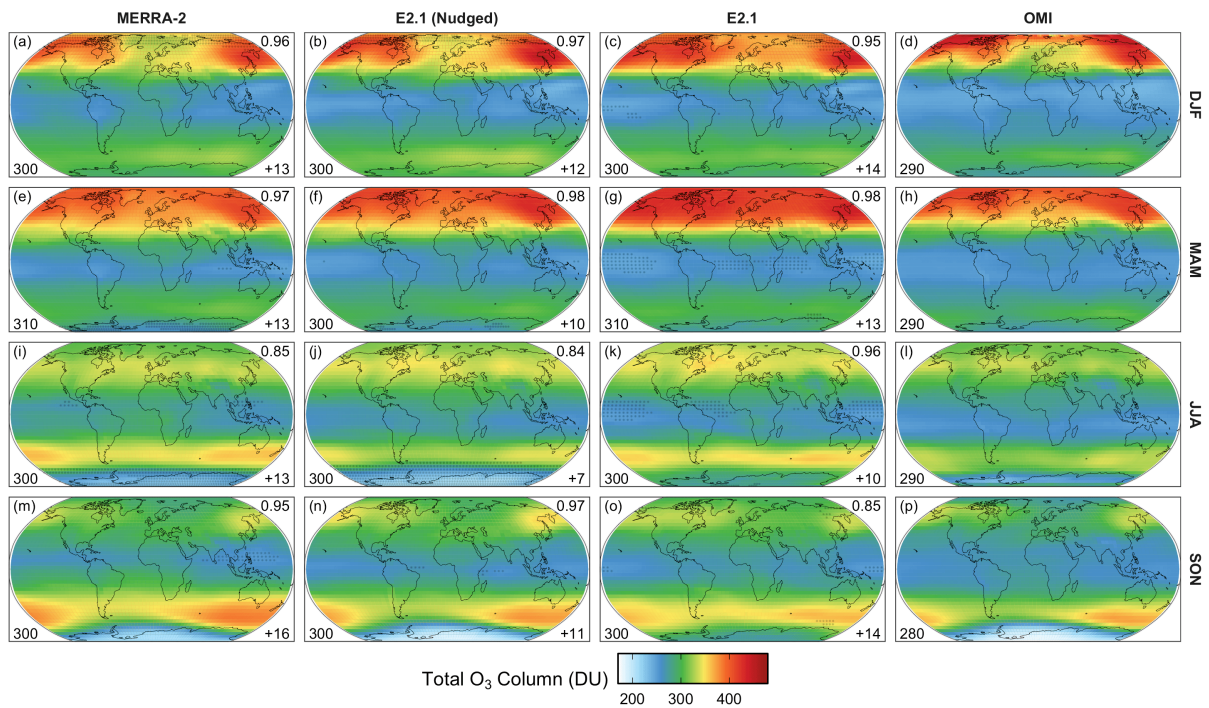 MERRA-2 E2.1 (Nudged) E2.1 OMI
(a) 0.96 (b) 0.97 (c) 0.95 (d)
DJF
300 +13 300 +12 300 +14 290
(e) 0.97 (f) 0.98 (g) 0.98 (h)
MAM
310 +13 300 +10 310 +13 290
(i) 0.85 (j) 0.84 (k) 0.96 (l)
JJA
300 +13 300 +7 300 +10 290
(m) 0.95 (n) 0.97 (o) 0.85 (p)
SON
300 +16 300 +11 300 +14 280
Total O₃ Column (DU)
200 300 400